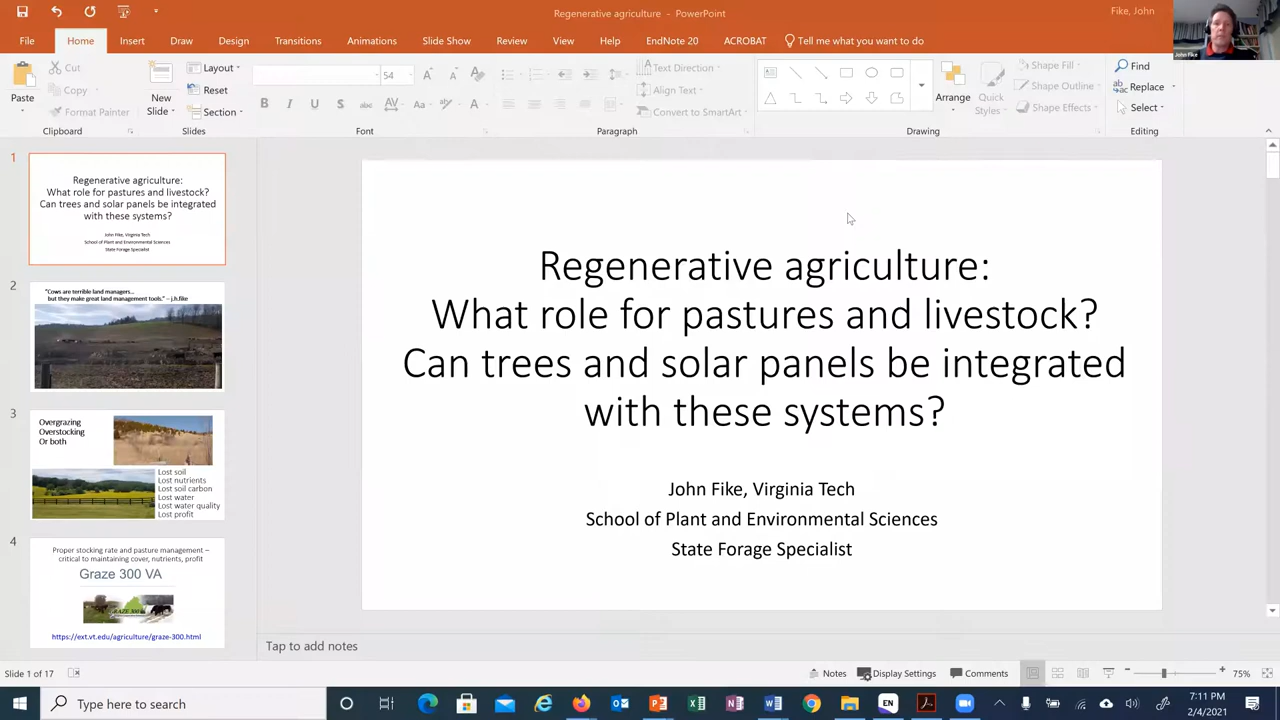 Regenerative agriculture - PowerPoint
Fike, John
File Home Insert Draw Design Transitions Animations Slide Show Review View Help EndNote 20 ACROBAT Tell me what you want to do
John Fike
Paste
Cut
Copy
Format Painter
Clipboard
New Slide
Layout
Reset
Section
Slides
54
B I U S abc AV Aa A
Font
Text Direction
Align Text
Convert to SmartArt
Paragraph
Arrange
Quick Styles
Shape Fill
Shape Outline
Shape Effects
Drawing
Find
Replace
Select
Editing
1
Regenerative agriculture:
What role for pastures and livestock?
Can trees and solar panels be integrated
with these systems?
John Fike, Virginia Tech
School of Plant and Environmental Sciences
State Forage Specialist
2
"Cows are terrible land managers...
but they make great land management tools." – j.h.fike
3
Overgrazing
Overstocking
Or both
Lost soil
Lost nutrients
Lost soil carbon
Lost water
Lost water quality
Lost profit
4
Proper stocking rate and pasture management –
critical to maintaining cover, nutrients, profit
Graze 300 VA
https://ext.vt.edu/agriculture/graze-300.html
Regenerative agriculture:
What role for pastures and livestock?
Can trees and solar panels be integrated
with these systems?
John Fike, Virginia Tech
School of Plant and Environmental Sciences
State Forage Specialist
Tap to add notes
Slide 1 of 17
Notes Display Settings Comments 75%
Type here to search
EN
7:11 PM
2/4/2021